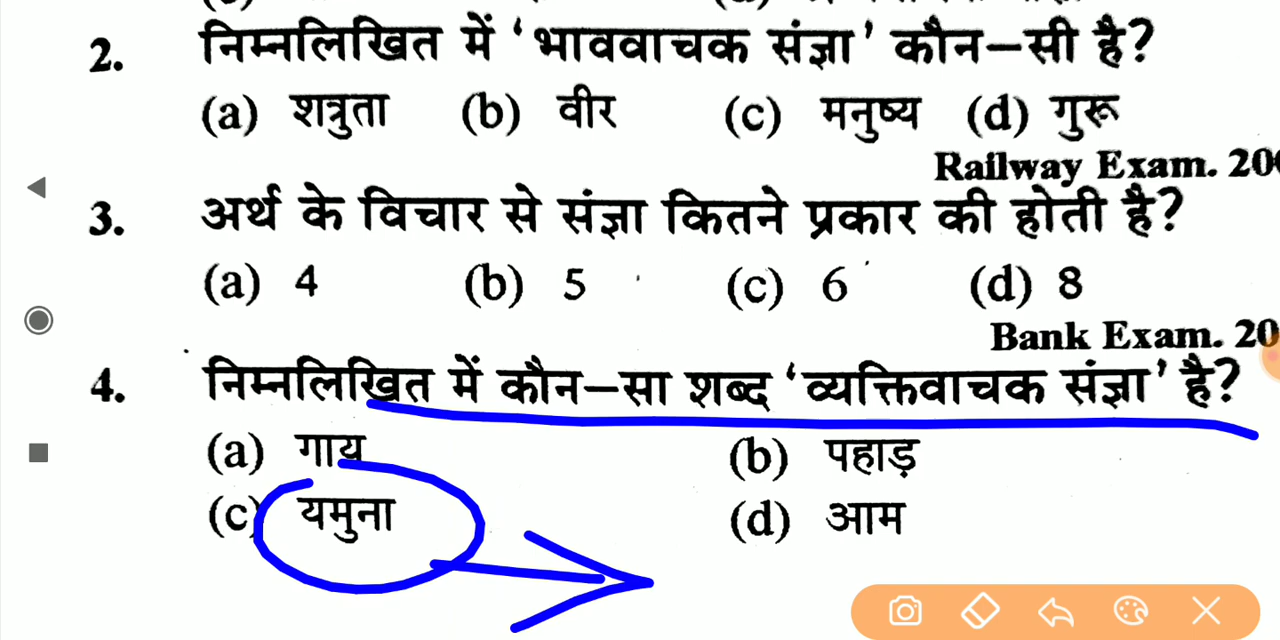 2. निम्नलिखित में ‘भाववाचक संज्ञा’ कौन–सी है?
(a) शत्रुता (b) वीर (c) मनुष्य (d) गुरू
Railway Exam.
3. अर्थ के विचार से संज्ञा कितने प्रकार की होती है?
(a) 4 (b) 5 (c) 6 (d) 8
Bank Exam.
4. निम्नलिखित में कौन–सा शब्द ‘व्यक्तिवाचक संज्ञा’ है?
(a) गाय (b) पहाड़
(c) यमुना (d) आम